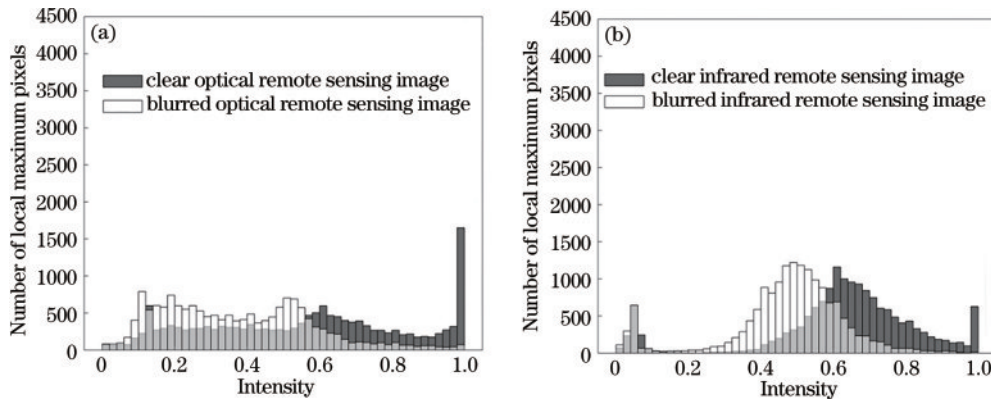 (a)
Number of local maximum pixels
4500
4000
3500
3000
2500
2000
1500
1000
500
0
clear optical remote sensing image
blurred optical remote sensing image
0 0.2 0.4 0.6 0.8 1.0
Intensity
(b)
Number of local maximum pixels
4500
4000
3500
3000
2500
2000
1500
1000
500
0
clear infrared remote sensing image
blurred infrared remote sensing image
0 0.2 0.4 0.6 0.8 1.0
Intensity